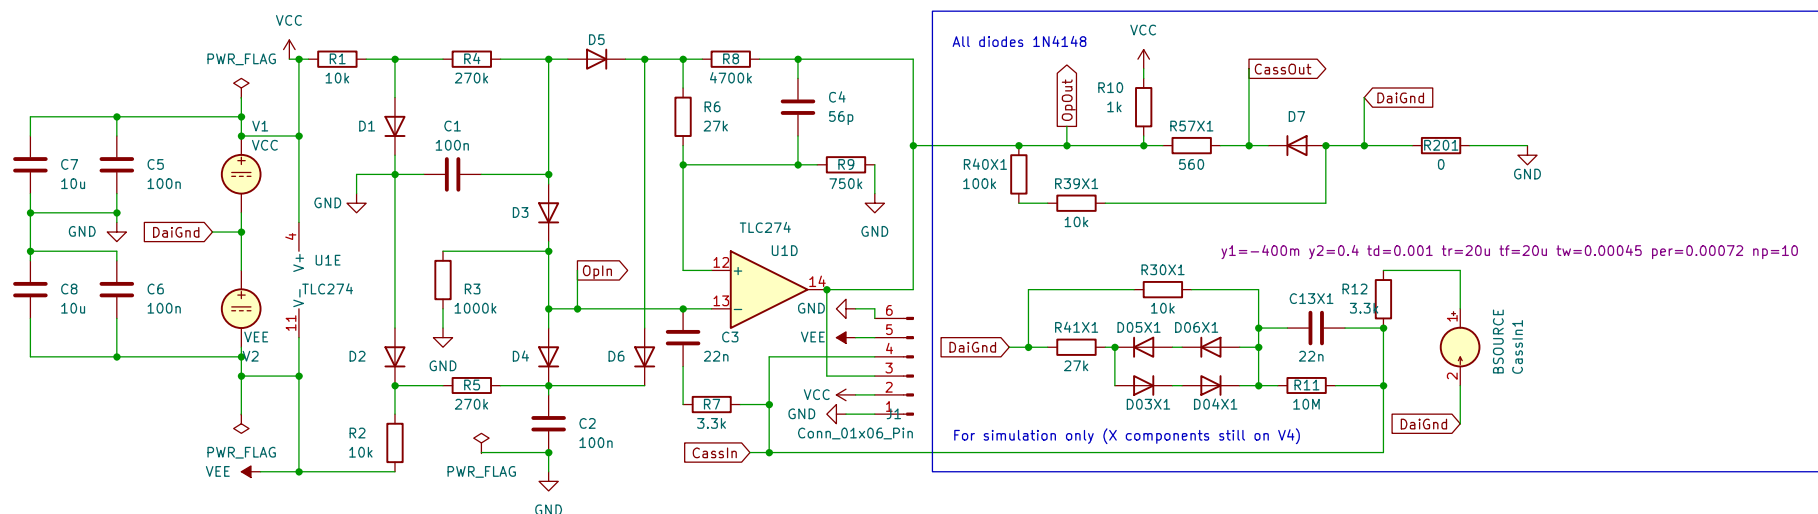 VCC
PWR_FLAG
R1
10k
R4
270k
D5
R8
4700k
C7
10u
C5
100n
V1
VCC
D1
C1
100n
R6
27k
C4
56p
R9
750k
GND
GND
DaiGnd
GND
D3
4
V+
U1E
TLC274
V-
11
R3
1000k
GND
OpIn
TLC274
U1D
12
+
13
−
14
C8
10u
C6
100n
VEE
V2
D2
D4
D6
C3
22n
GND
6
VEE
5
4
3
VCC
2
GND
1
J1
Conn_01x06_Pin
R5
270k
R7
3.3k
R2
10k
C2
100n
PWR_FLAG
VEE
PWR_FLAG
GND
CassIn
All diodes 1N4148
VCC
OpOut
R10
1k
CassOut
DaiGnd
R57X1
560
D7
R201
0
GND
R40X1
100k
R39X1
10k
y1=−400m y2=0.4 td=0.001 tr=20u tf=20u tw=0.00045 per=0.00072 np=10
R30X1
10k
C13X1
22n
R12
3.3k
DaiGnd
R41X1
27k
D05X1
D06X1
D03X1
D04X1
R11
10M
1
+
2
BSOURCE
CassIn1
DaiGnd
For simulation only (X components still on V4)